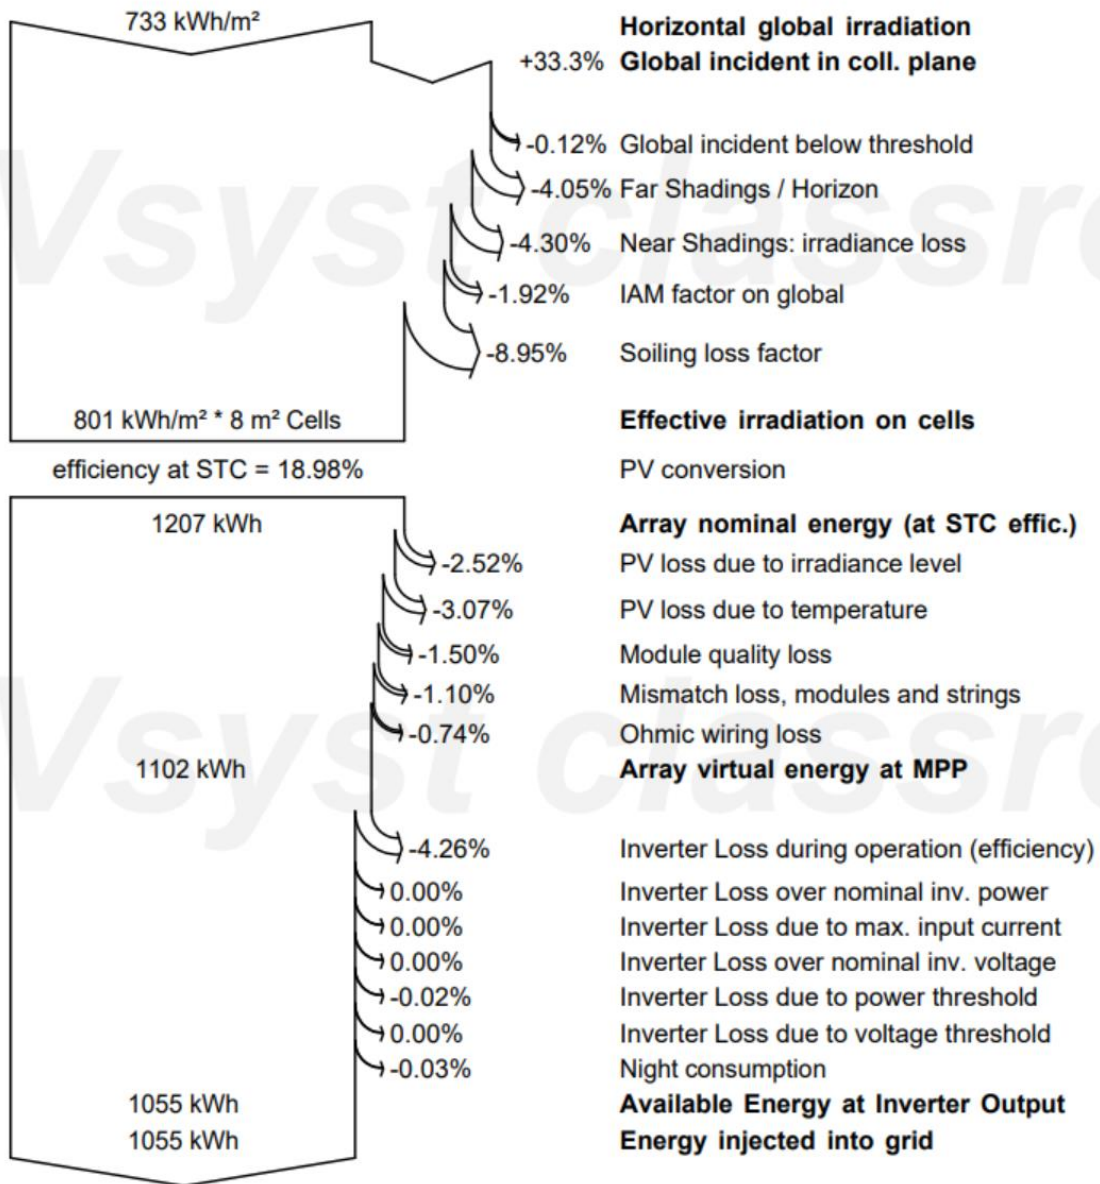 733 kWh/m² Horizontal global irradiation
+33.3% Global incident in coll. plane
-0.12% Global incident below threshold
-4.05% Far Shadings / Horizon
-4.30% Near Shadings: irradiance loss
-1.92% IAM factor on global
-8.95% Soiling loss factor
801 kWh/m² * 8 m² Cells Effective irradiation on cells
efficiency at STC = 18.98% PV conversion
1207 kWh Array nominal energy (at STC effic.)
-2.52% PV loss due to irradiance level
-3.07% PV loss due to temperature
-1.50% Module quality loss
-1.10% Mismatch loss, modules and strings
-0.74% Ohmic wiring loss
1102 kWh Array virtual energy at MPP
-4.26% Inverter Loss during operation (efficiency)
0.00% Inverter Loss over nominal inv. power
0.00% Inverter Loss due to max. input current
0.00% Inverter Loss over nominal inv. voltage
-0.02% Inverter Loss due to power threshold
0.00% Inverter Loss due to voltage threshold
-0.03% Night consumption
1055 kWh Available Energy at Inverter Output
1055 kWh Energy injected into grid
Vsyst classr
Vsyst classr